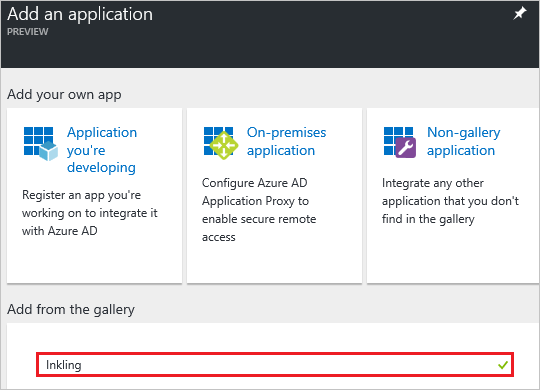 Add an application
PREVIEW
Add your own app
Application
you're
developing
Register an app you're
working on to integrate it
with Azure AD
On-premises
application
Configure Azure AD
Application Proxy to
enable secure remote
access
Non-gallery
application
Integrate any other
application that you don't
find in the gallery
Add from the gallery
Inkling